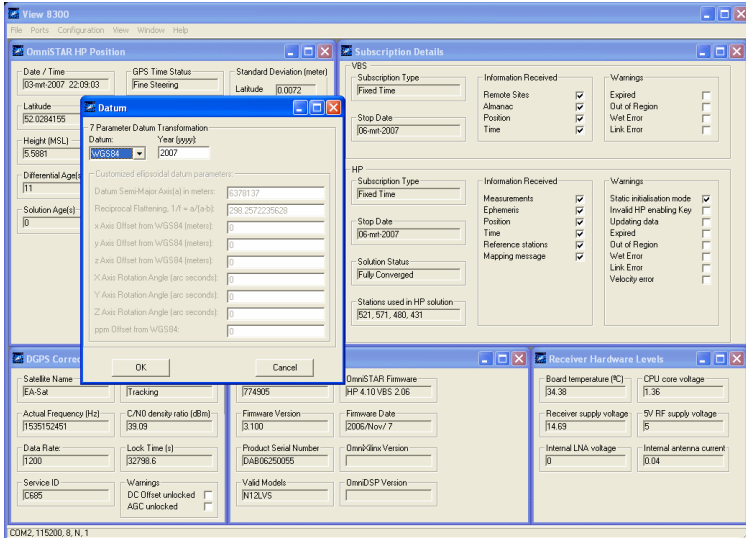 View 8300
File Ports Configuration View Window Help
OmniSTAR HP Position
Date / Time
03-mrt-2007 22:09:03
GPS Time Status
Fine Steering
Standard Deviation (meter)
Latitude 0.0072
Latitude
52.0284155
Height (MSL)
5.5881
Differential Age(s
11
Solution Age(s)
0
Datum
7 Parameter Datum Transformation
Datum:
Year (yyyy):
WGS84
2007
Customized ellipsoidal datum parameters:
Datum Semi-Major Axis(a) in meters: 6378137
Reciprocal Flattening, 1/f = a/(a-b): 298.2572235628
x Axis Offset from WGS84 (meters): 0
y Axis Offset from WGS84 (meters): 0
z Axis Offset from WGS84 (meters): 0
X Axis Rotation Angle (arc seconds): 0
Y Axis Rotation Angle (arc seconds): 0
Z Axis Rotation Angle (arc seconds): 0
ppm Offset from WGS84: 0
OK
Cancel
Subscription Details
VBS
Subscription Type
Fixed Time
Stop Date
06-mrt-2007
Information Received
Remote Sites
Almanac
Position
Time
Warnings
Expired
Out of Region
Wet Error
Link Error
HP
Subscription Type
Fixed Time
Stop Date
06-mrt-2007
Solution Status
Fully Converged
Stations used in HP solution
521, 571, 480, 431
Information Received
Measurements
Ephemeris
Position
Time
Reference stations
Mapping message
Warnings
Static initialisation mode
Invalid HP enabling Key
Updating data
Expired
Out of Region
Wet Error
Link Error
Velocity error
DGPS Correc
Satellite Name
EA-Sat
Tracking
Actual Frequency (Hz)
1535152451
C/N0 density ratio (dBm)
39.09
Data Rate:
1200
Lock Time (s)
32798.6
Service ID
C685
Warnings
DC Offset unlocked
AGC unlocked
774905
OmniSTAR Firmware
HP 4.10 VBS 2.06
Firmware Version
3.100
Firmware Date
2006/Nov/ 7
Product Serial Number
DAB06250055
OmniXilinx Version
Valid Models
N12LVS
OmniDSP Version
Receiver Hardware Levels
Board temperature (ºC)
34.38
CPU core voltage
1.36
Receiver supply voltage
14.69
5V RF supply voltage
5
Internal LNA voltage
0
Internal antenna current
0.04
COM2, 115200, 8, N, 1